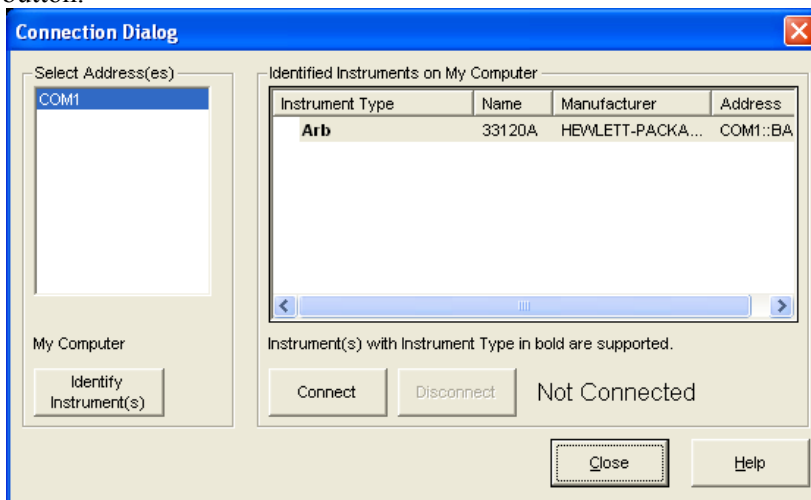 button.
Connection Dialog
Select Address(es)
COM1
My Computer
Identify
Instrument(s)
Identified Instruments on My Computer
Instrument Type Name Manufacturer Address
Arb 33120A HEWLETT-PACKA... COM1::BA
Instrument(s) with Instrument Type in bold are supported.
Connect Disconnect Not Connected
Close Help